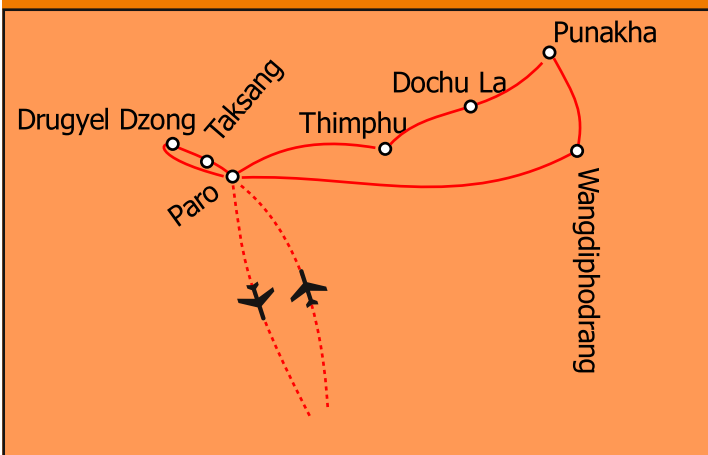 Punakha
Dochu La
Taksang
Drugyel Dzong
Thimphu
Paro
Wangdiphodrang